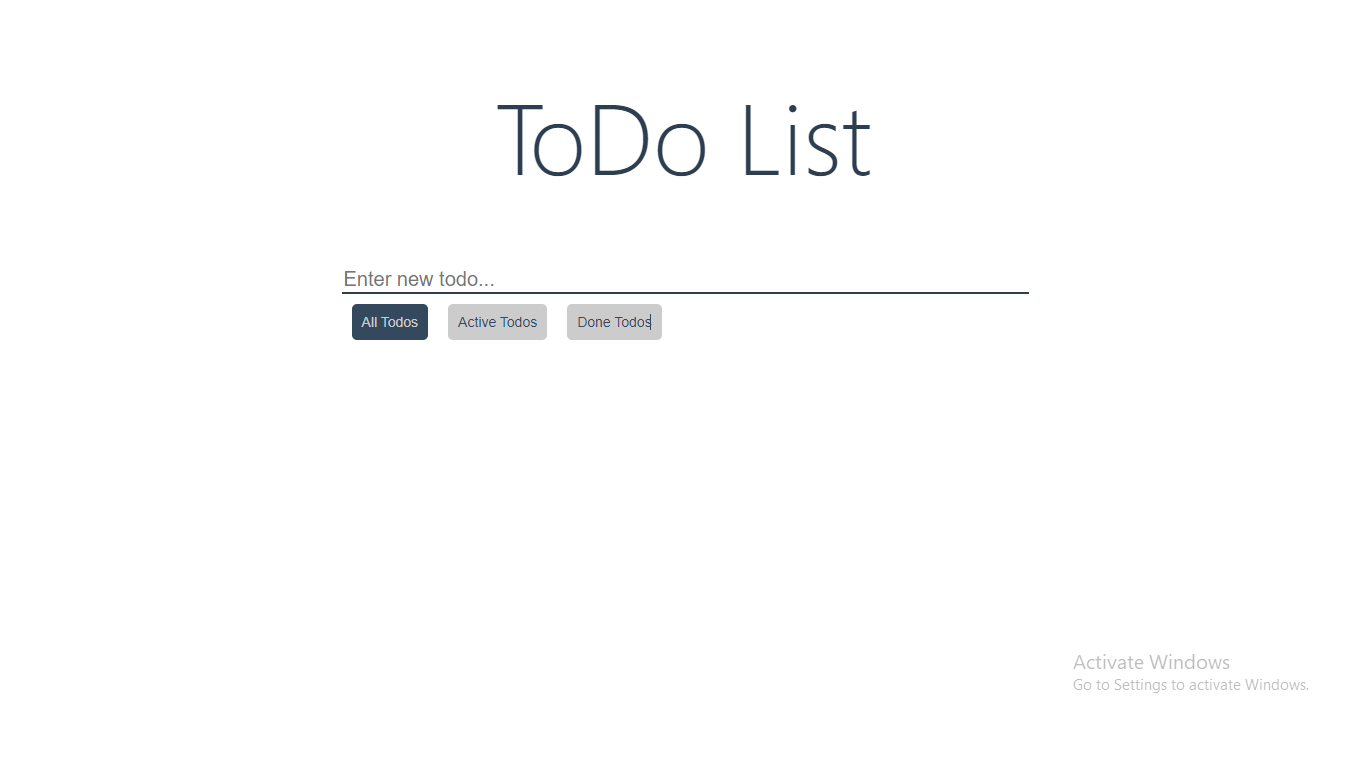 ToDo List
Enter new todo...
All Todos Active Todos Done Todos
Activate Windows
Go to Settings to activate Windows.